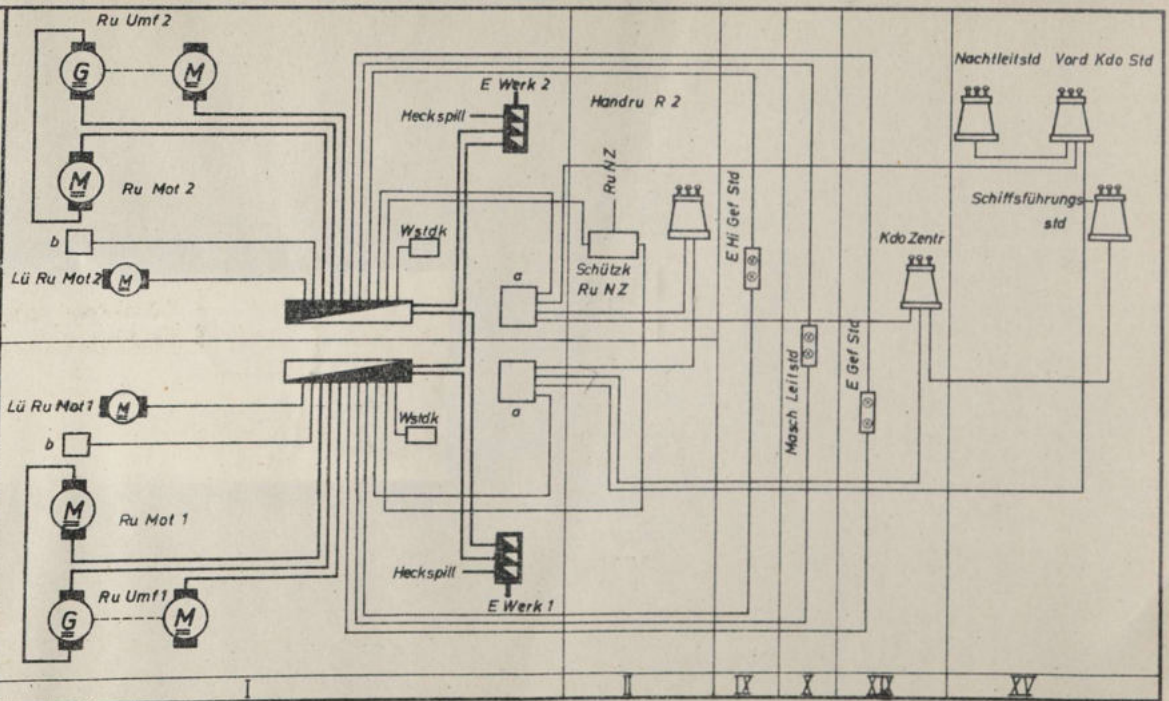 Ru Umf 2
G
M
E Werk 2
Heckspill
Handru R 2
Nachtleitstd
Vord Kdo Std
M
Ru Mot 2
Ru NZ
E Hi Gef Std
Schiffsführungs
std
b
Wstdk
Kdo Zentr
Lü Ru Mot 2
M
Schützk
Ru NZ
a
Lü Ru Mot 1
M
a
Masch Leitstd
E Gef Std
b
Wstdk
M
Ru Mot 1
Heckspill
E Werk 1
Ru Umf 1
G
M
I
II
IX
X
XV